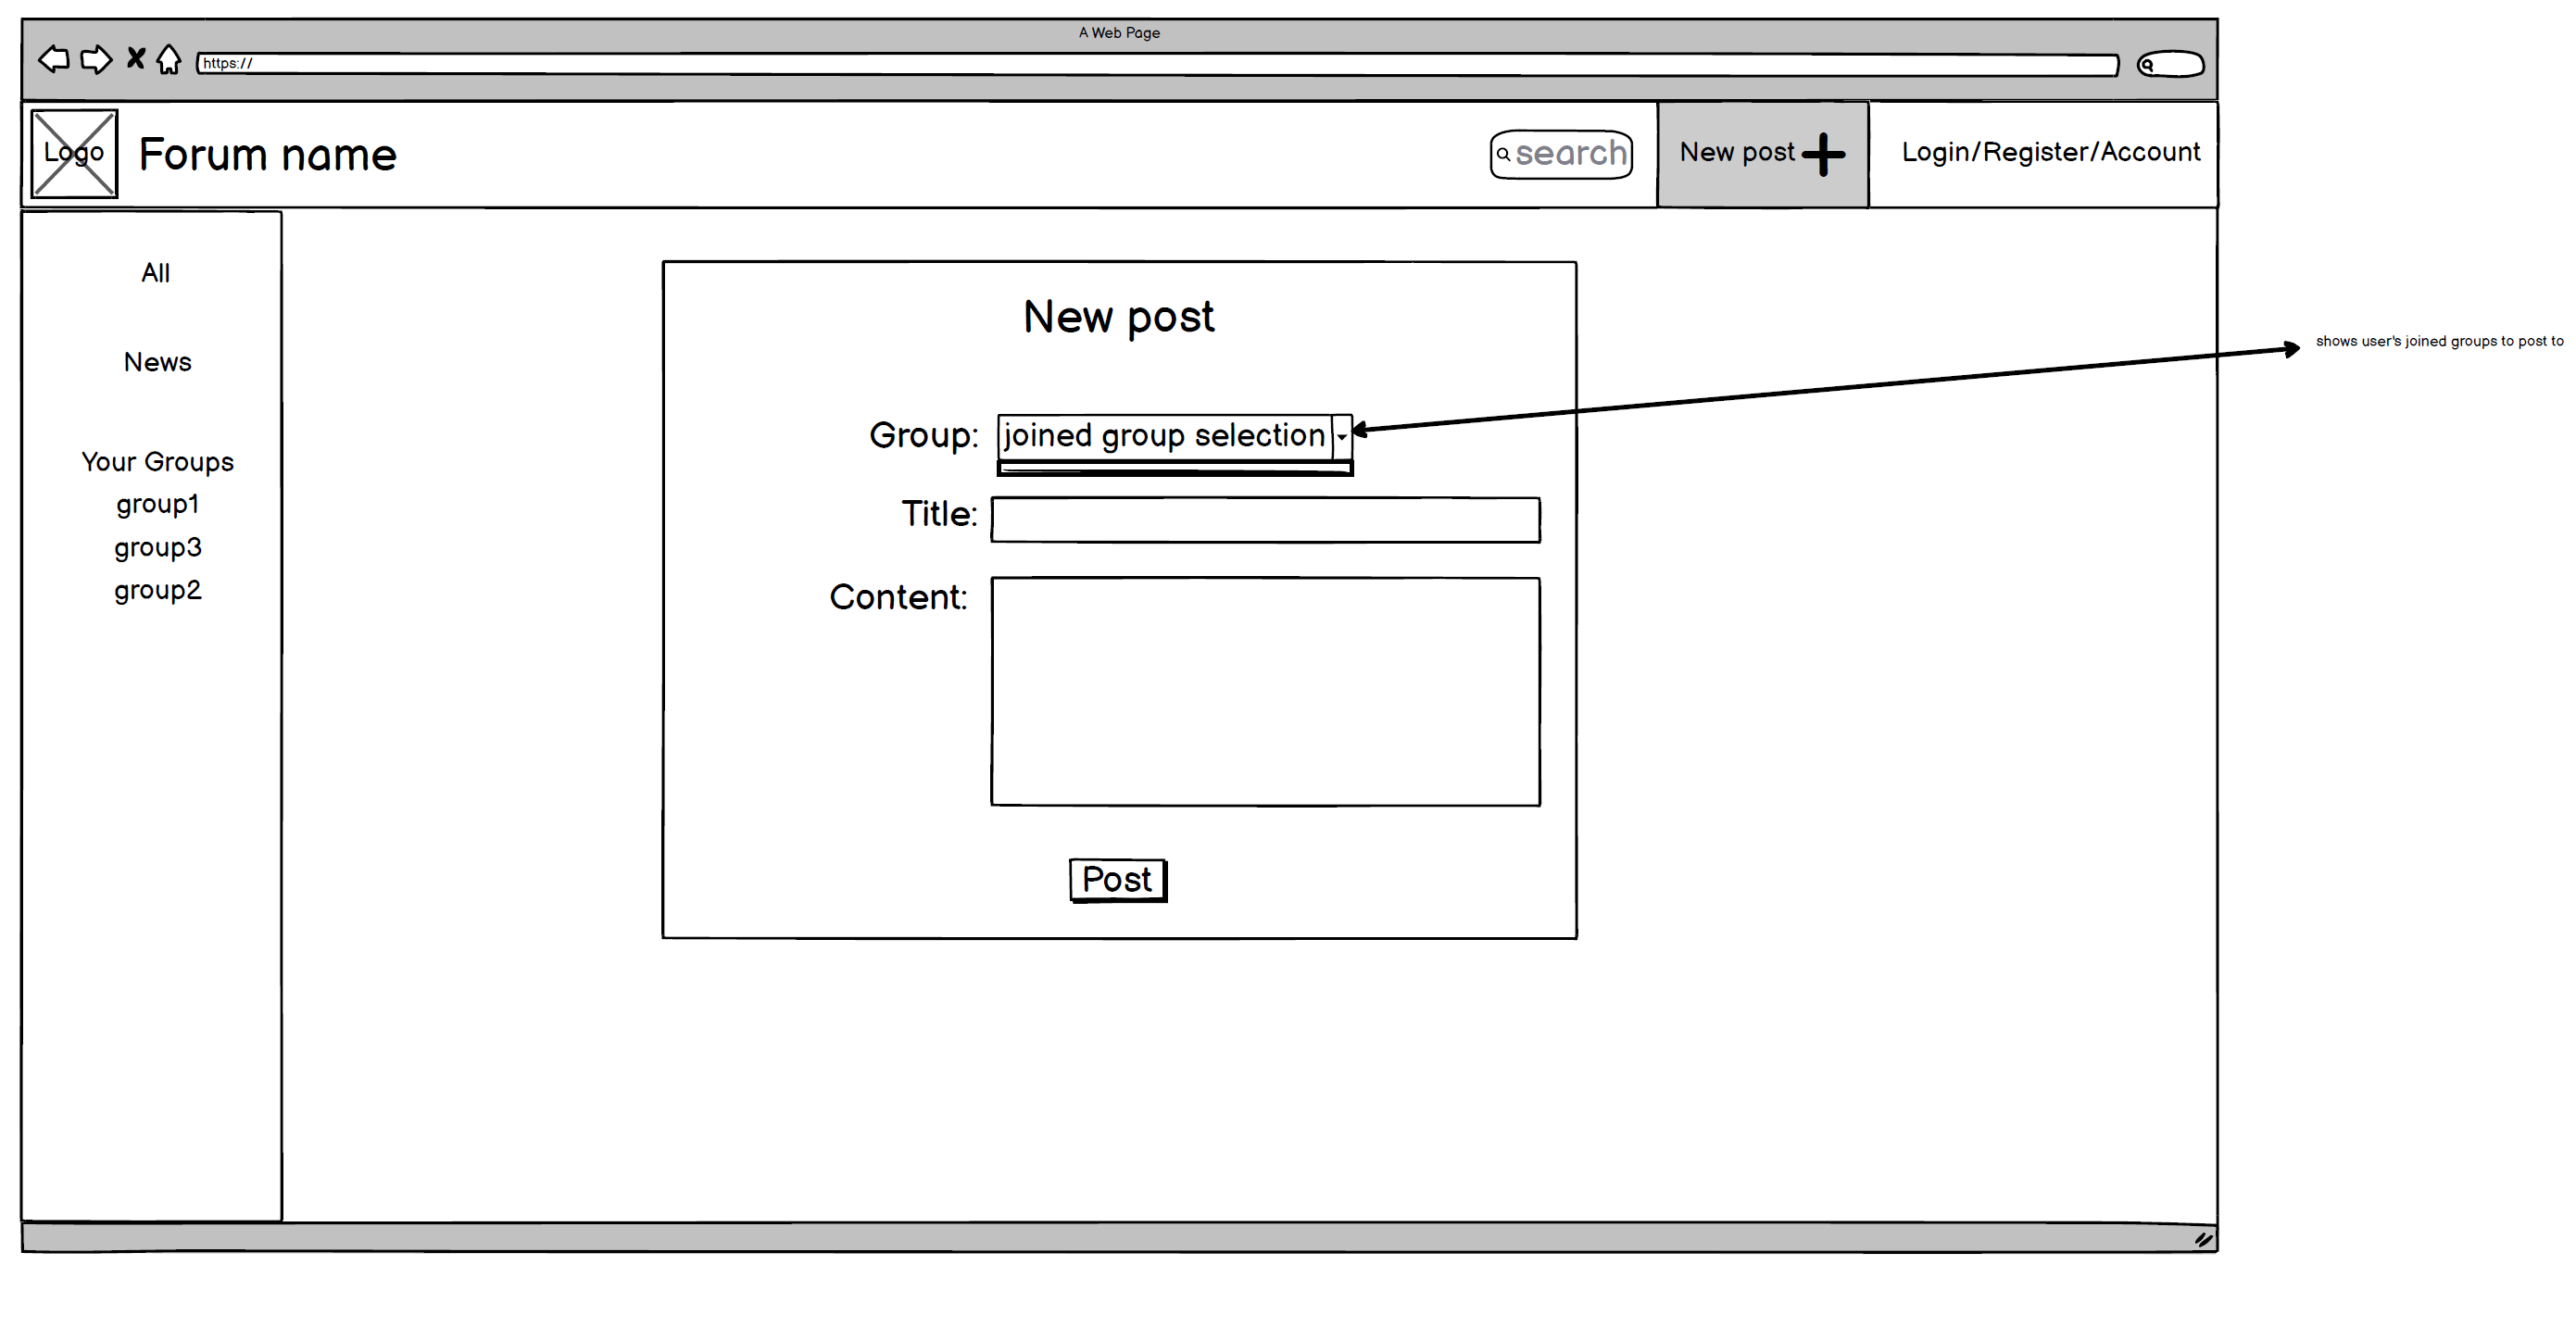 A Web Page
https://
Logo
Forum name
search
New post
Login/Register/Account
All
News
Your Groups
group1
group3
group2
New post
Group:
joined group selection
Title:
Content:
Post
shows user's joined groups to post to